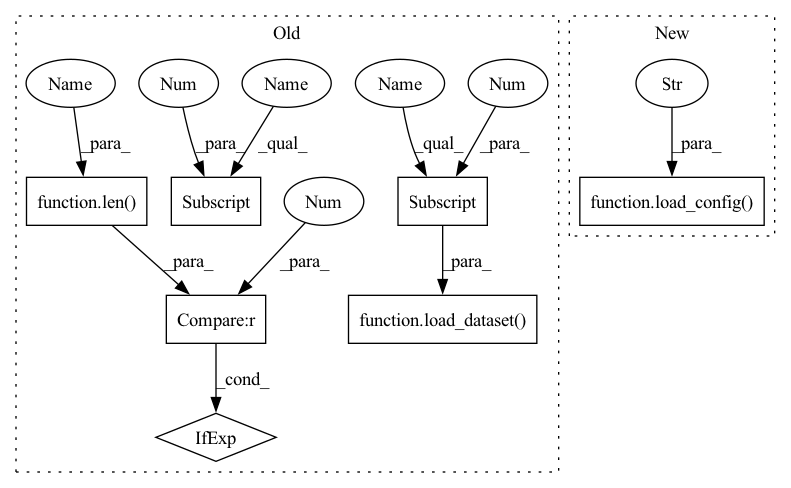 Old
New
Name
Num
Name
Name
Num
Str
_para_
_para_
_qual_
_qual_
_para_
_para_
function.len()
Subscript
Num
Subscript
function.load_config()
_para_
_para_
_para_
Compare:r
function.load_dataset()
_cond_
IfExp